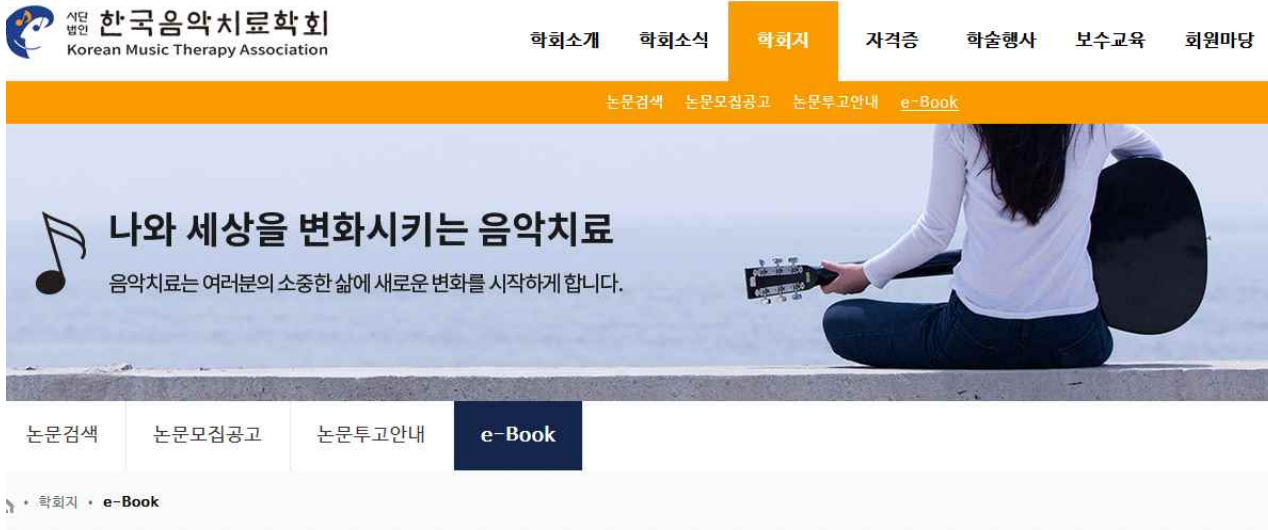 사단
법인 한국음악치료학회
Korean Music Therapy Association
학회소개 학회소식 학회지 자격증 학술행사 보수교육 회원마당
논문검색 논문모집공고 논문투고안내 e-Book
나와 세상을 변화시키는 음악치료
음악치료는 여러분의 소중한 삶에 새로운 변화를 시작하게 합니다.
논문검색 논문모집공고 논문투고안내 e-Book
• 학회지 • e-Book